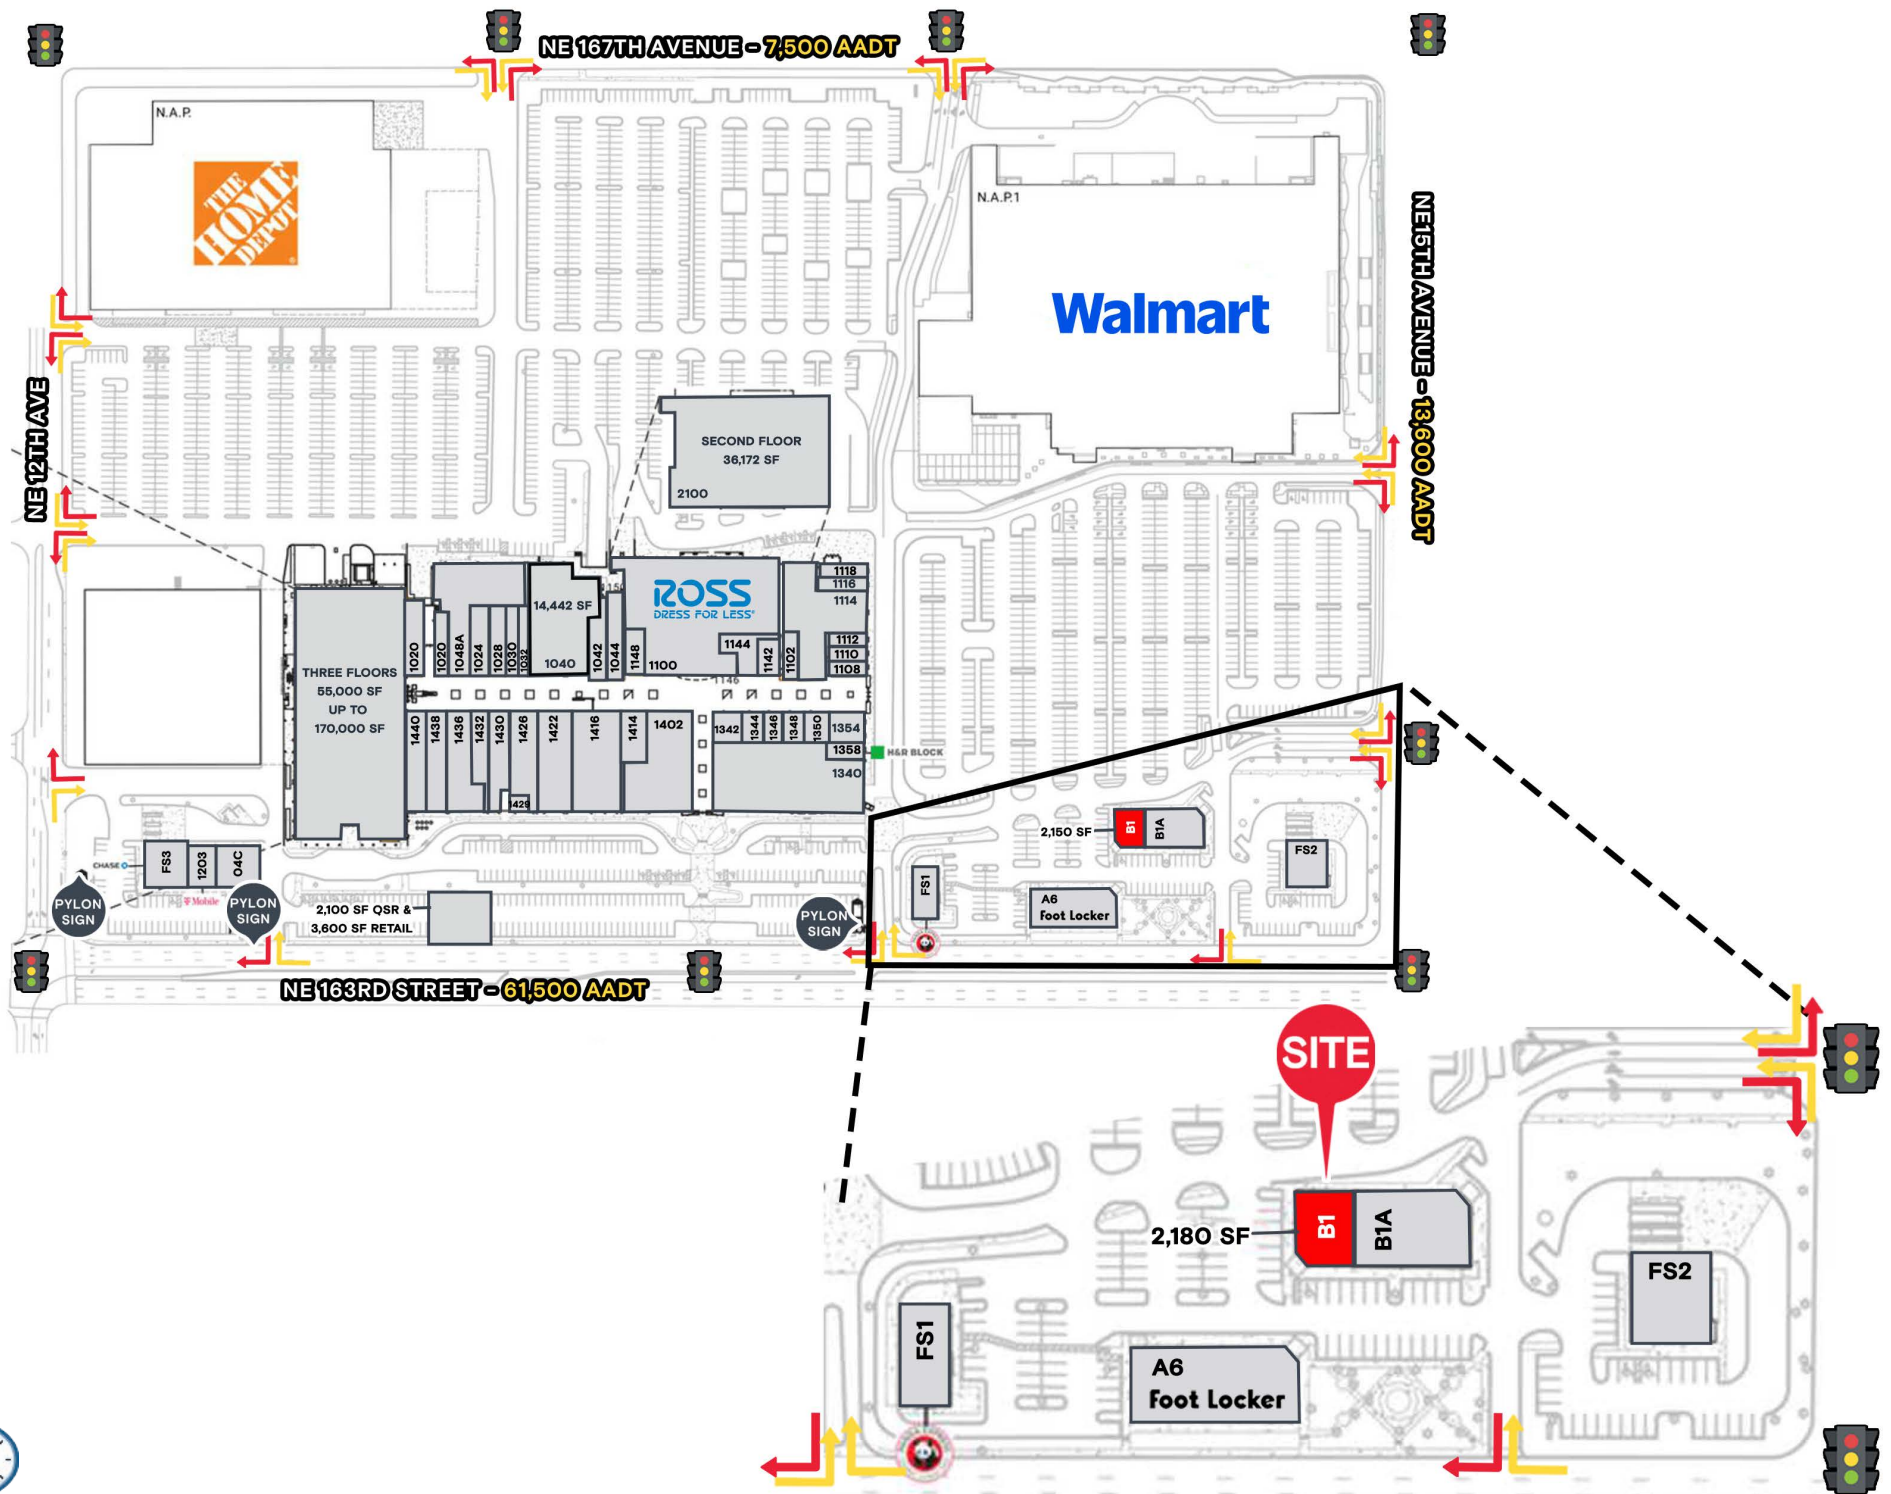 NE 167TH AVENUE - 7,500 AADT
N.A.P.
THE
HOME
DEPOT
N.A.P.1
Walmart
NE15TH AVENUE - 13,600 AADT
NE 12TH AVE
SECOND FLOOR
36,172 SF
2100
THREE FLOORS
55,000 SF
UP TO
170,000 SF
1020
1020
1048A
1024
1028
1030
1032
14,442 SF
1040
1042
1044
1148
ROSS
DRESS FOR LESS
1100
1144
1142
1102
1118
1116
1114
1112
1110
1108
1146
1440
1438
1436
1432
1430
1429
1426
1422
1416
1414
1402
1342
1344
1346
1348
1350
1354
1358
1340
H&R BLOCK
2,150 SF
B1
B1A
FS2
FS1
A6
Foot Locker
CHASE
FS3
1203
04C
T Mobile
PYLON
SIGN
PYLON
SIGN
2,100 SF QSR &
3,600 SF RETAIL
PYLON
SIGN
NE 163RD STREET - 61,500 AADT
SITE
2,180 SF
B1
B1A
FS2
FS1
A6
Foot Locker